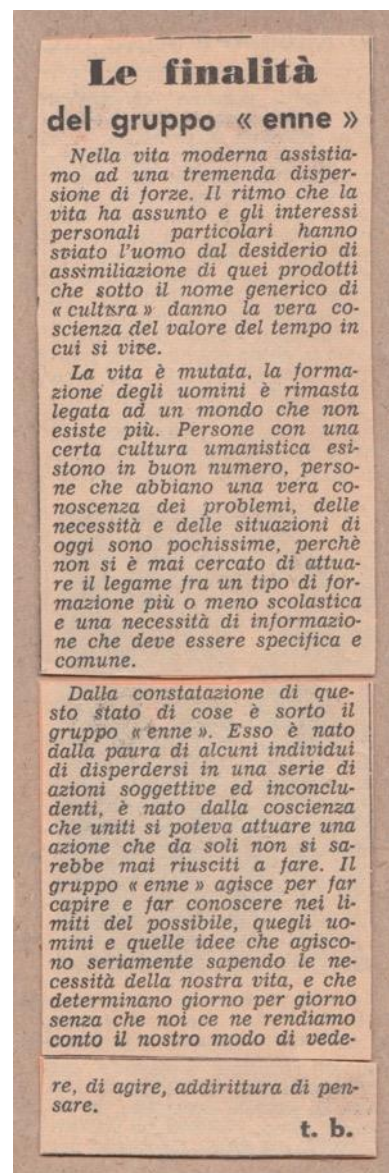 Le finalità
del gruppo « enne »
Nella vita moderna assistia-
mo ad una tremenda disper-
sione di forze. Il ritmo che la
vita ha assunto e gli interessi
personali particolari hanno
sviato l'uomo dal desiderio di
assimiliazione di quei prodotti
che sotto il nome generico di
« cultura » danno la vera co-
scienza del valore del tempo in
cui si vive.
La vita è mutata, la forma-
zione degli uomini è rimasta
legata ad un mondo che non
esiste più. Persone con una
certa cultura umanistica esi-
stono in buon numero, perso-
ne che abbiano una vera co-
noscenza dei problemi, delle
necessità e delle situazioni di
oggi sono pochissime, perchè
non si è mai cercato di attua-
re il legame fra un tipo di for-
mazione più o meno scolastica
e una necessità di informazio-
ne che deve essere specifica e
comune.
Dalla constatazione di que-
sto stato di cose è sorto il
gruppo « enne ». Esso è nato
dalla paura di alcuni individui
di disperdersi in una serie di
azioni soggettive ed inconclu-
denti, è nato dalla coscienza
che uniti si poteva attuare una
azione che da soli non si sa-
rebbe mai riusciti a fare. Il
gruppo « enne » agisce per far
capire e far conoscere nei li-
miti del possibile, quegli uo-
mini e quelle idee che agisco-
no seriamente sapendo le ne-
cessità della nostra vita, e che
determinano giorno per giorno
senza che noi ce ne rendiamo
conto il nostro modo di vede-
re, di agire, addirittura di pen-
sare.
t. b.